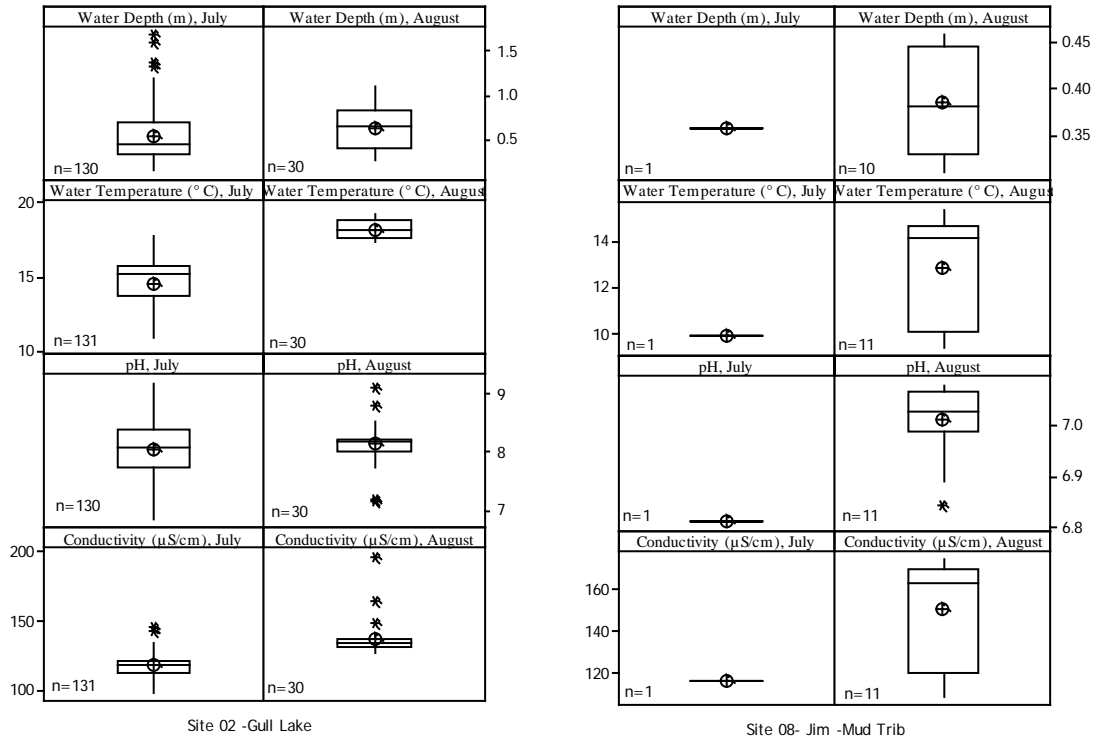 Water Depth (m), July
Water Depth (m), August
1.5
1.0
0.5
n=130
n=30
Water Temperature (° C), July
Water Temperature (° C), Augus
20
15
10
n=131
n=30
pH, July
pH, August
9
8
7
n=130
n=30
Conductivity (µS/cm), July
Conductivity (µS/cm), August
200
150
100
n=131
n=30
Site 02 -Gull Lake
Water Depth (m), July
Water Depth (m), August
0.45
0.40
0.35
n=1
n=10
Water Temperature (° C), July
Water Temperature (° C), August
14
12
10
n=1
n=11
pH, July
pH, August
7.0
6.9
6.8
n=1
n=11
Conductivity (µS/cm), July
Conductivity (µS/cm), August
160
140
120
n=1
n=11
Site 08- Jim -Mud Trib